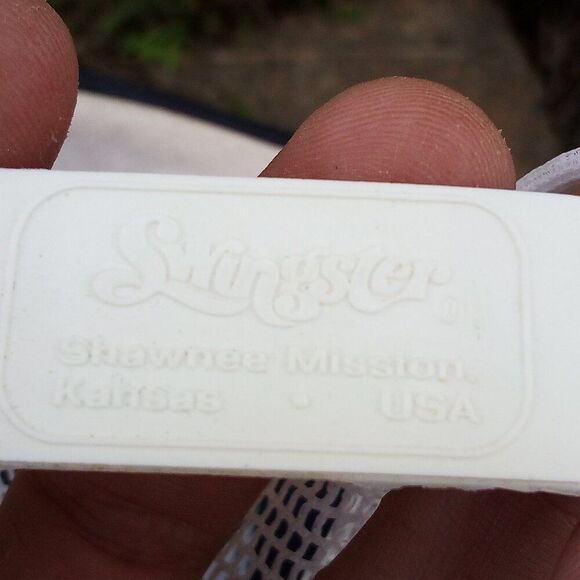 Swingster
Shawnee Mission,
Kansas • USA